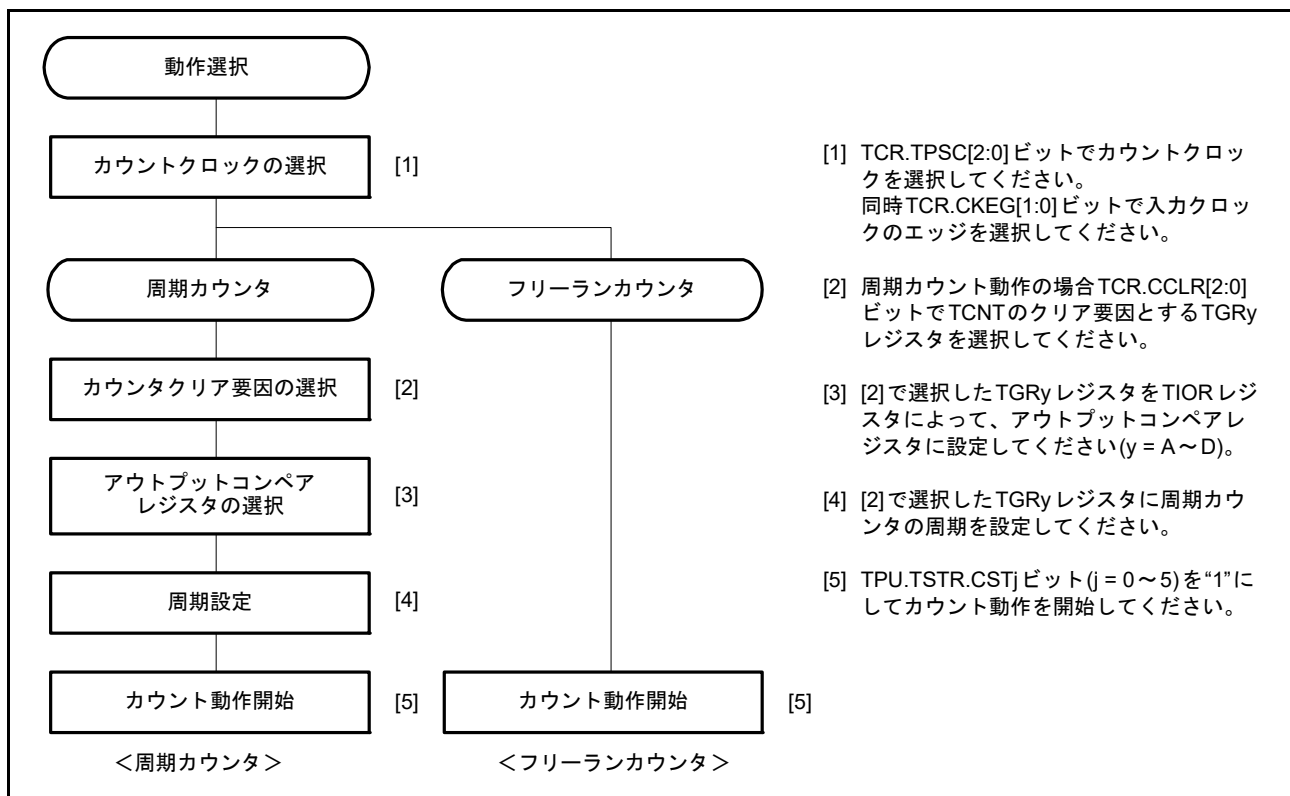 動作選択
カウントクロックの選択 [1]
周期カウンタ フリーランカウンタ
カウンタクリア要因の選択 [2]
アウトプットコンペア
レジスタの選択 [3]
周期設定 [4]
カウント動作開始 [5] カウント動作開始 [5]
＜周期カウンタ＞ ＜フリーランカウンタ＞
[1] TCR.TPSC[2:0]ビットでカウントクロッ
クを選択してください。
同時TCR.CKEG[1:0]ビットで入力クロッ
クのエッジを選択してください。
[2] 周期カウント動作の場合TCR.CCLR[2:0]
ビットでTCNTのクリア要因とするTGRy
レジスタを選択してください。
[3] [2]で選択したTGRyレジスタをTIORレジ
スタによって、アウトプットコンペアレ
ジスタに設定してください(y = A～D)。
[4] [2]で選択したTGRyレジスタに周期カウ
ンタの周期を設定してください。
[5] TPU.TSTR.CSTjビット(j = 0～5)を“1”に
してカウント動作を開始してください。